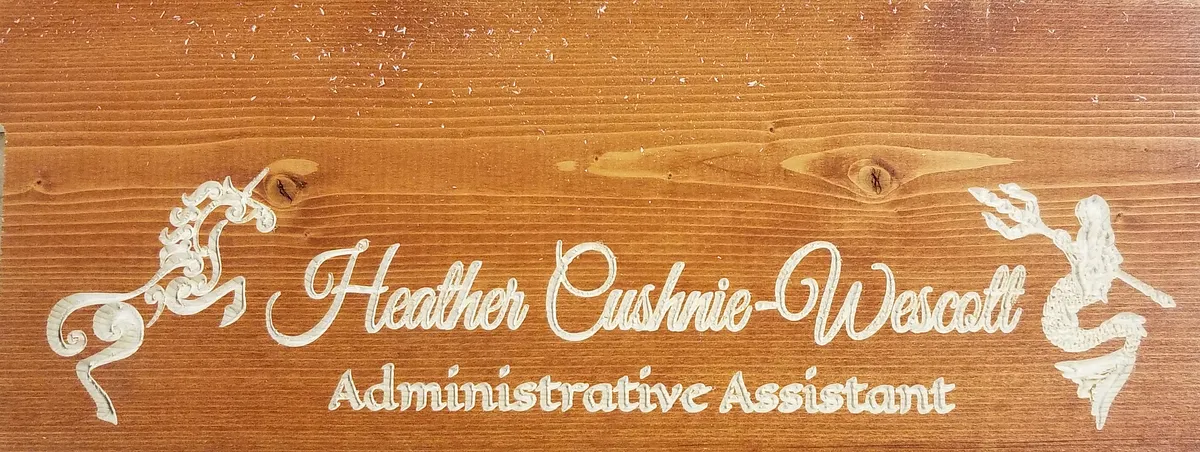 Heather Cushnie-Wescott
Administrative Assistant